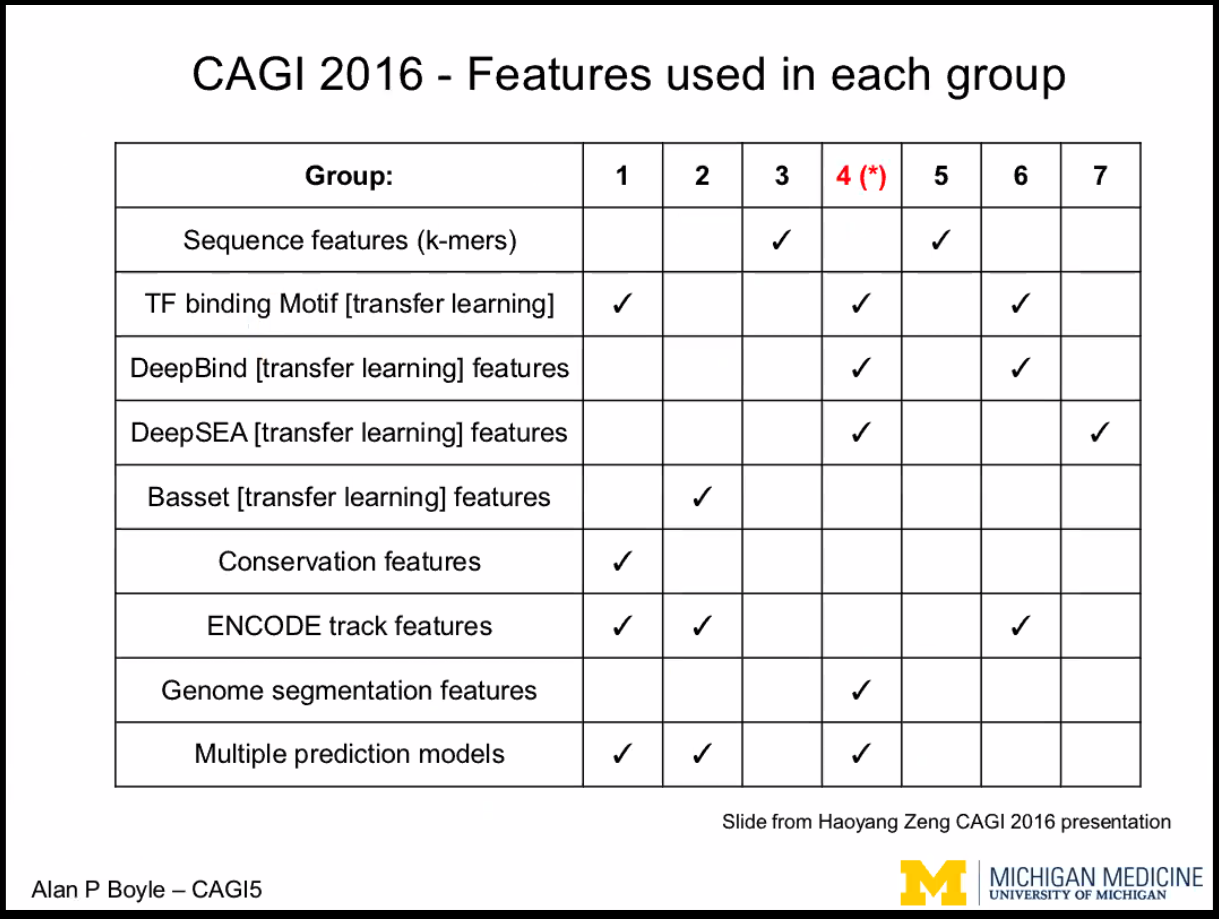 CAGI 2016 - Features used in each group
Group: 1 2 3 4 (*) 5 6 7
Sequence features (k-mers) ✓ ✓
TF binding Motif [transfer learning] ✓ ✓ ✓
DeepBind [transfer learning] features ✓ ✓
DeepSEA [transfer learning] features ✓ ✓
Basset [transfer learning] features ✓
Conservation features ✓
ENCODE track features ✓ ✓ ✓
Genome segmentation features ✓
Multiple prediction models ✓ ✓ ✓
Slide from Haoyang Zeng CAGI 2016 presentation
Alan P Boyle – CAGI5
M MICHIGAN MEDICINE
UNIVERSITY OF MICHIGAN